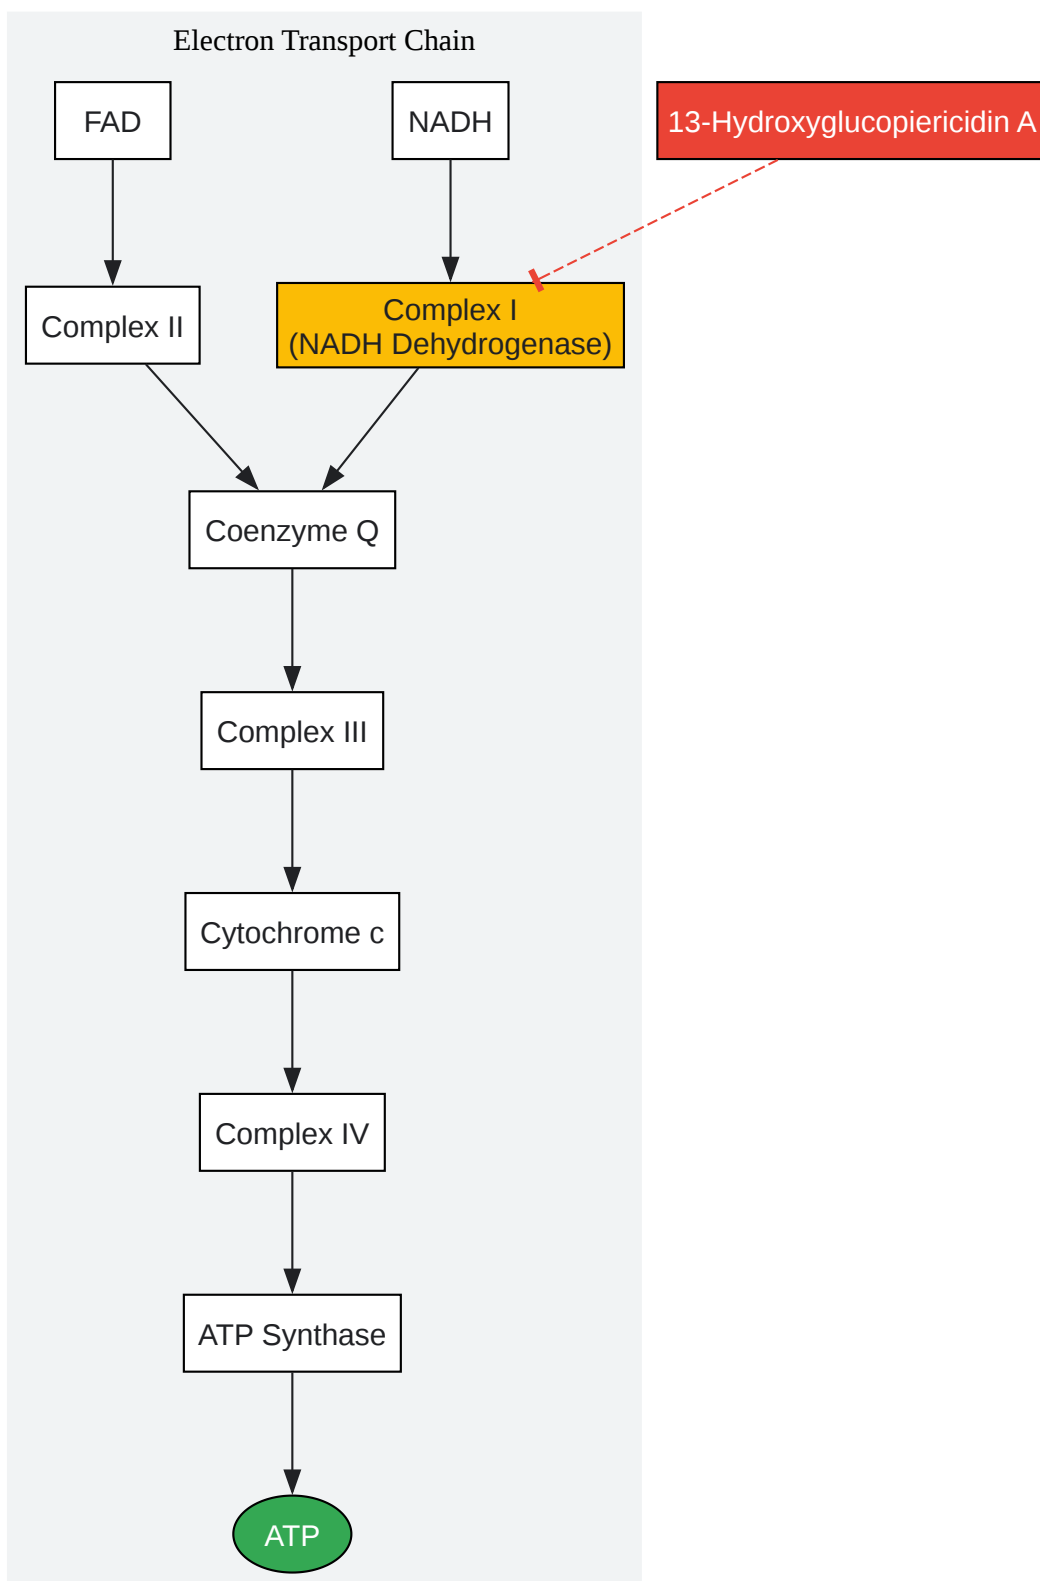 Electron Transport Chain
FAD
NADH
13-Hydroxyglucopiericidin A
Complex II
Complex I
(NADH Dehydrogenase)
Coenzyme Q
Complex III
Cytochrome c
Complex IV
ATP Synthase
ATP